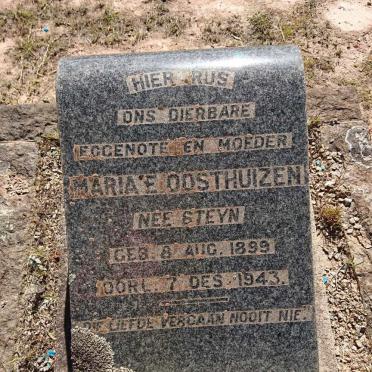 HIER RUS
ONS DIERBARE
EGGENOTE EN MOEDER
MARIA E. OOSTHUIZEN
NEE STEYN
GEB. 8 AUG. 1899
OORL. 7 DES. 1943.
"DIE LIEFDE VERGAAN NOOIT NIE"